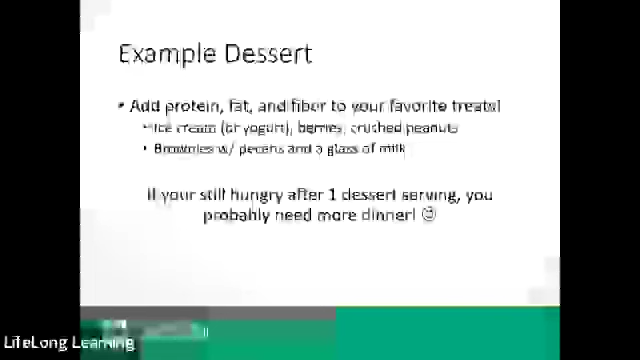 Example Dessert
• Add protein, fat, and fiber to your favorite treats!
• Ice cream (or yogurt), berries, crushed peanuts
• Brownies w/ pecans and a glass of milk
If your still hungry after 1 dessert serving, you
probably need more dinner! ☺
LifeLong Learning